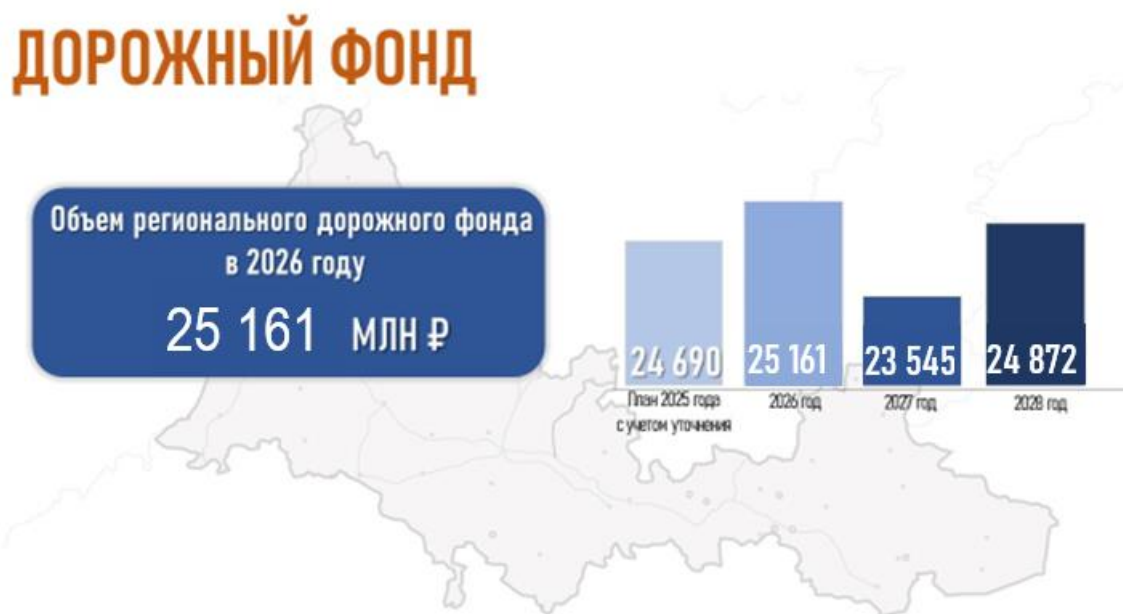 ДОРОЖНЫЙ ФОНД
Объем регионального дорожного фонда
в 2026 году
25 161 МЛН ₽
24 690
25 161
23 545
24 872
План 2025 года
с учетом уточнения
2026 год
2027 год
2028 год